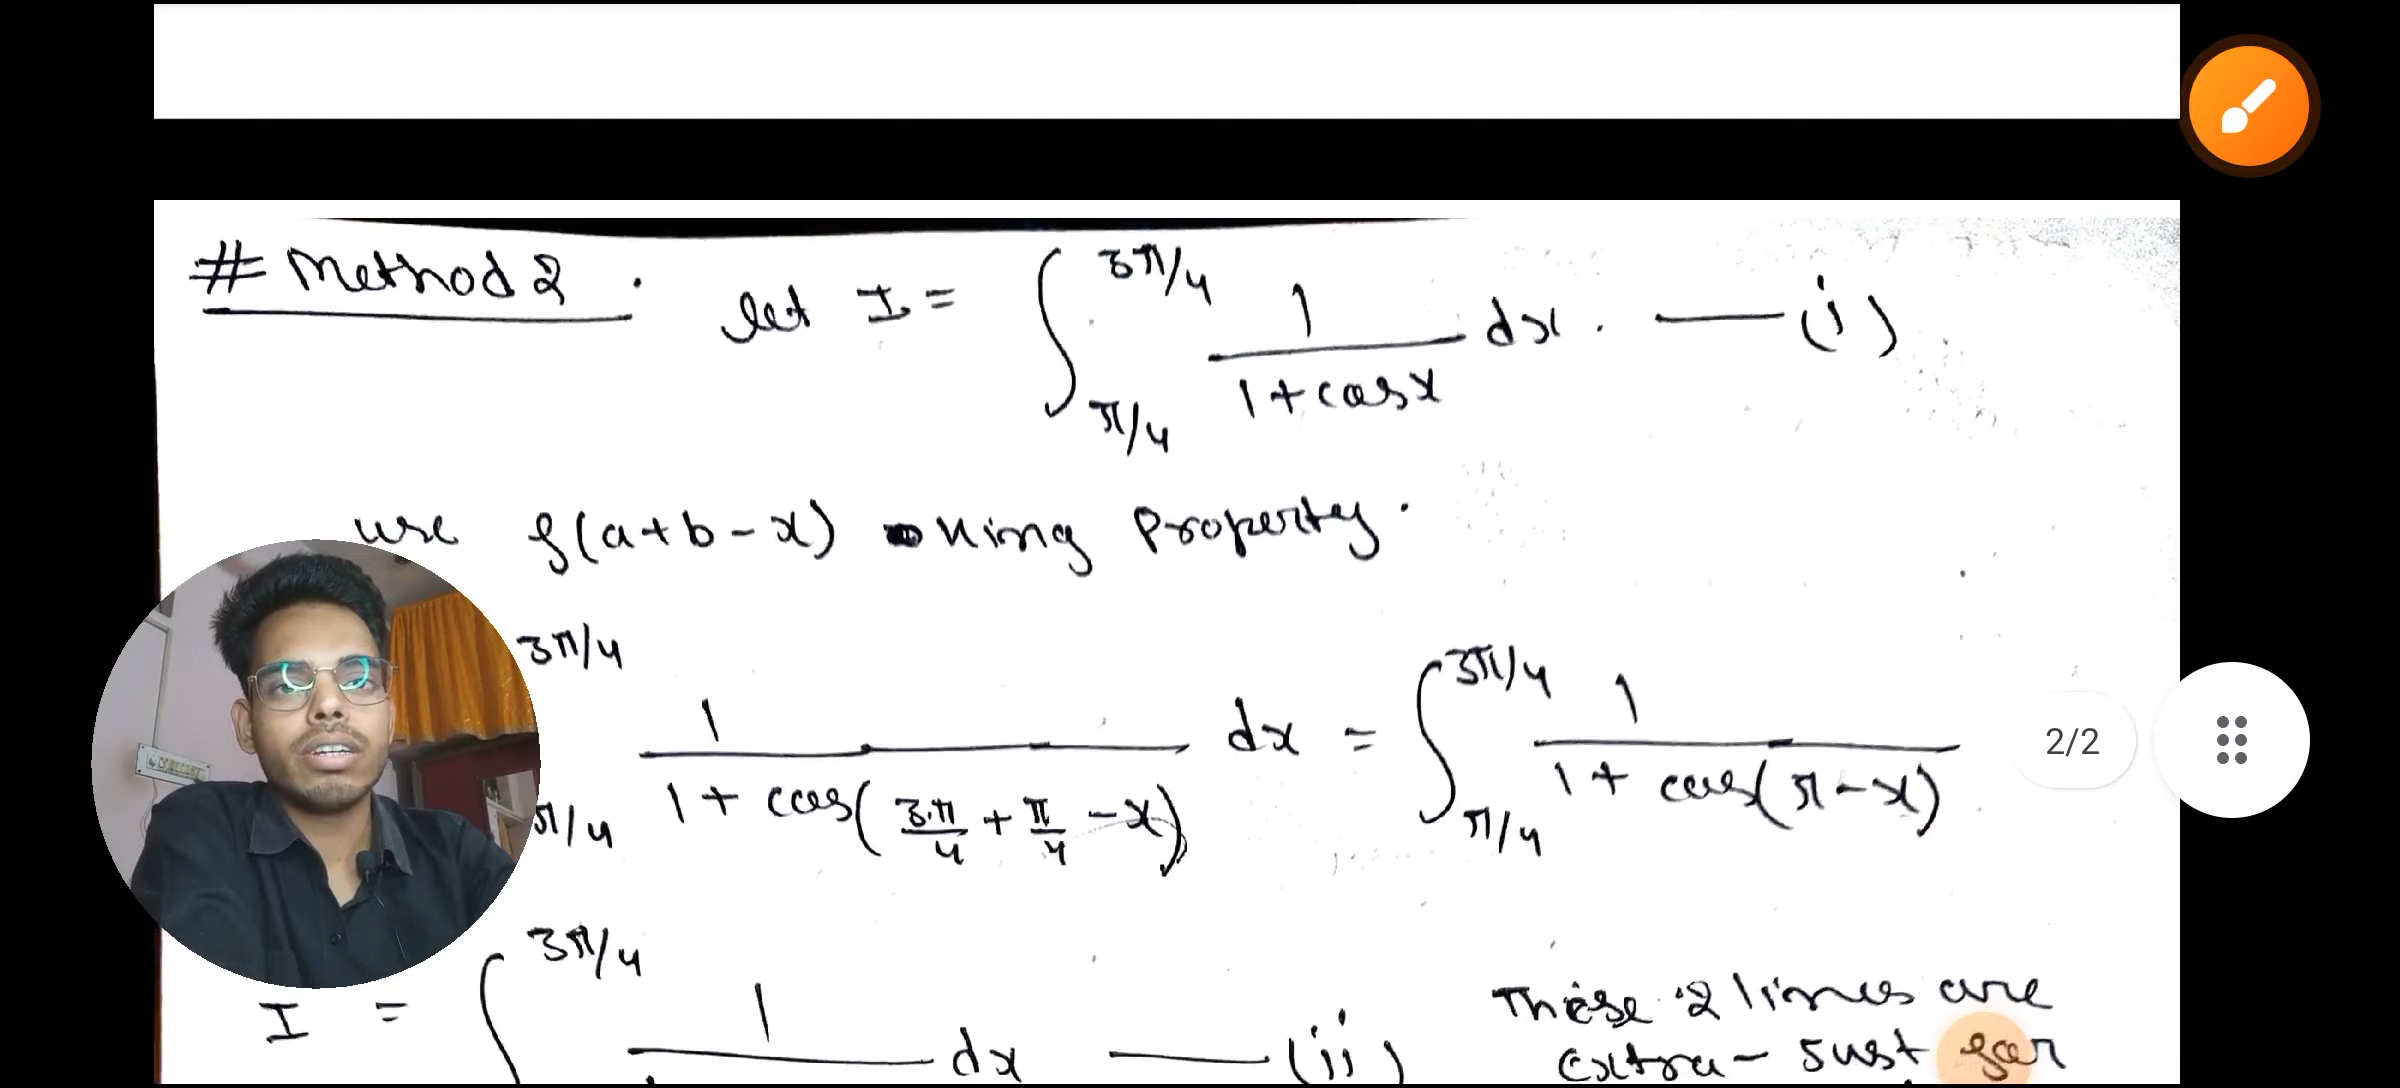 # Method 2 . let I = ∫_{π/4}^{3π/4} 1/(1+cosx) dx. —— (i)
use f(a+b-x) King Property.
∫_{π/4}^{3π/4} 1/(1+cos(3π/4+π/4-x)) dx = ∫_{π/4}^{3π/4} 1/(1+cos(π-x))
I = ∫^{3π/4} 1 dx —— (ii)
These 2 lines are
extra - Just for
2/2